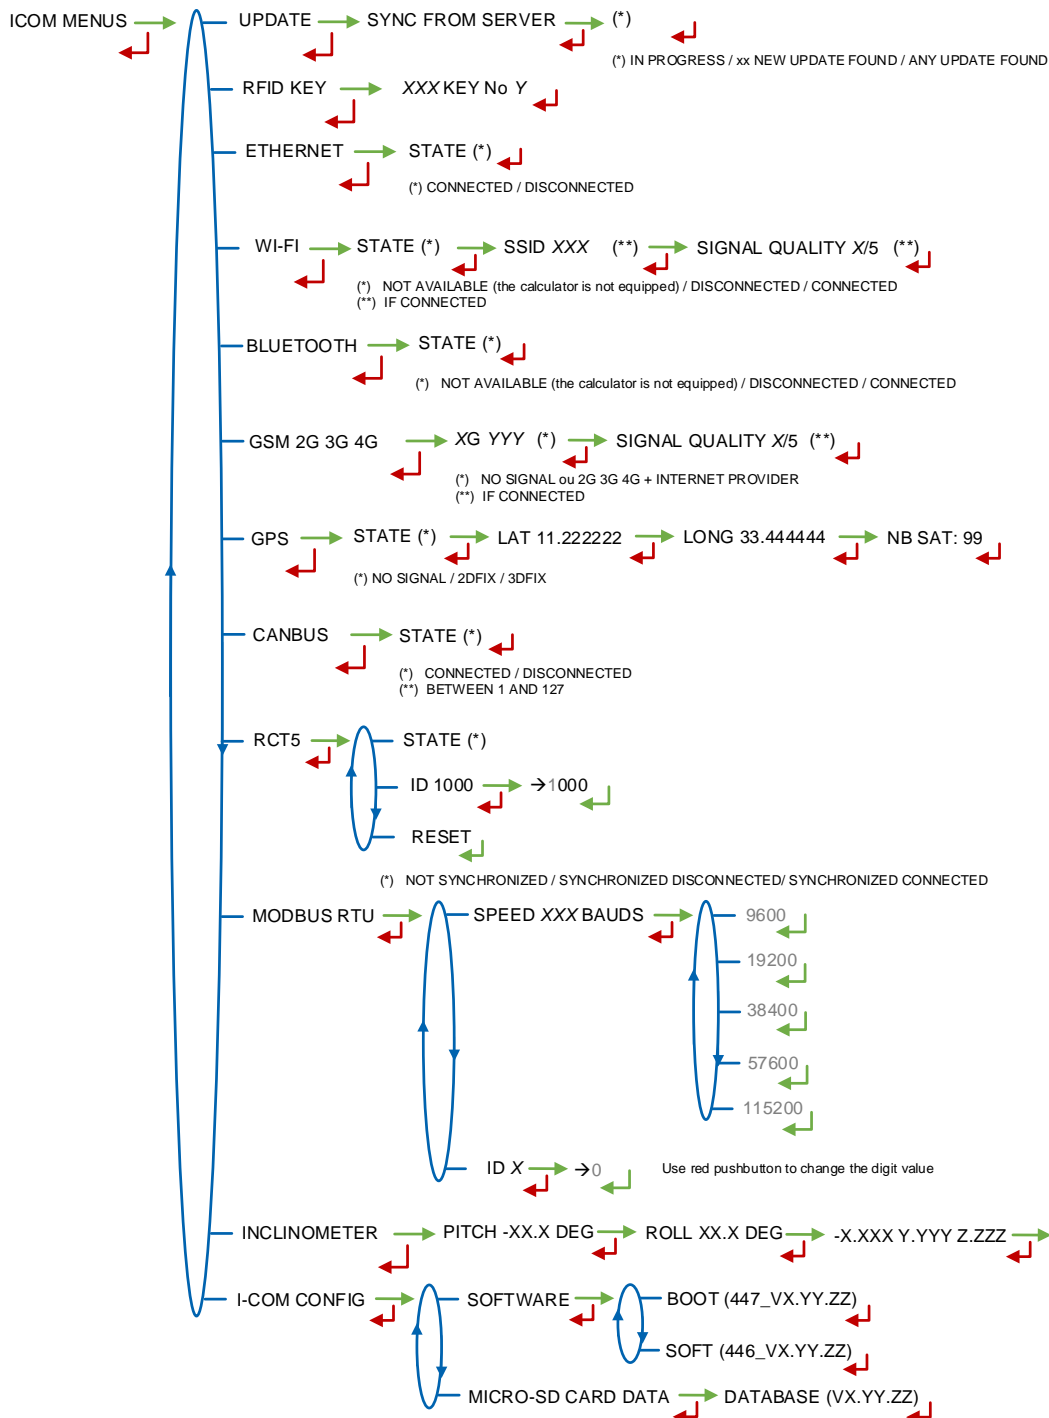 ICOM MENUS
UPDATE SYNC FROM SERVER (*)
(*) IN PROGRESS / xx NEW UPDATE FOUND / ANY UPDATE FOUND
RFID KEY XXX KEY No Y
ETHERNET STATE (*)
(*) CONNECTED / DISCONNECTED
WI-FI STATE (*) SSID XXX (**) SIGNAL QUALITY X/5 (**)
(*) NOT AVAILABLE (the calculator is not equipped) / DISCONNECTED / CONNECTED
(**) IF CONNECTED
BLUETOOTH STATE (*)
(*) NOT AVAILABLE (the calculator is not equipped) / DISCONNECTED / CONNECTED
GSM 2G 3G 4G XG YYY (*) SIGNAL QUALITY X/5 (**)
(*) NO SIGNAL ou 2G 3G 4G + INTERNET PROVIDER
(**) IF CONNECTED
GPS STATE (*) LAT 11.222222 LONG 33.444444 NB SAT: 99
(*) NO SIGNAL / 2DFIX / 3DFIX
CANBUS STATE (*)
(*) CONNECTED / DISCONNECTED
(**) BETWEEN 1 AND 127
RCT5 STATE (*)
ID 1000 →1000
RESET
(*) NOT SYNCHRONIZED / SYNCHRONIZED DISCONNECTED/ SYNCHRONIZED CONNECTED
MODBUS RTU SPEED XXX BAUDS 9600
19200
38400
57600
115200
ID X →0 Use red pushbutton to change the digit value
INCLINOMETER PITCH -XX.X DEG ROLL XX.X DEG -X.XXX Y.YYY Z.ZZZ
I-COM CONFIG SOFTWARE BOOT (447_VX.YY.ZZ)
SOFT (446_VX.YY.ZZ)
MICRO-SD CARD DATA DATABASE (VX.YY.ZZ)